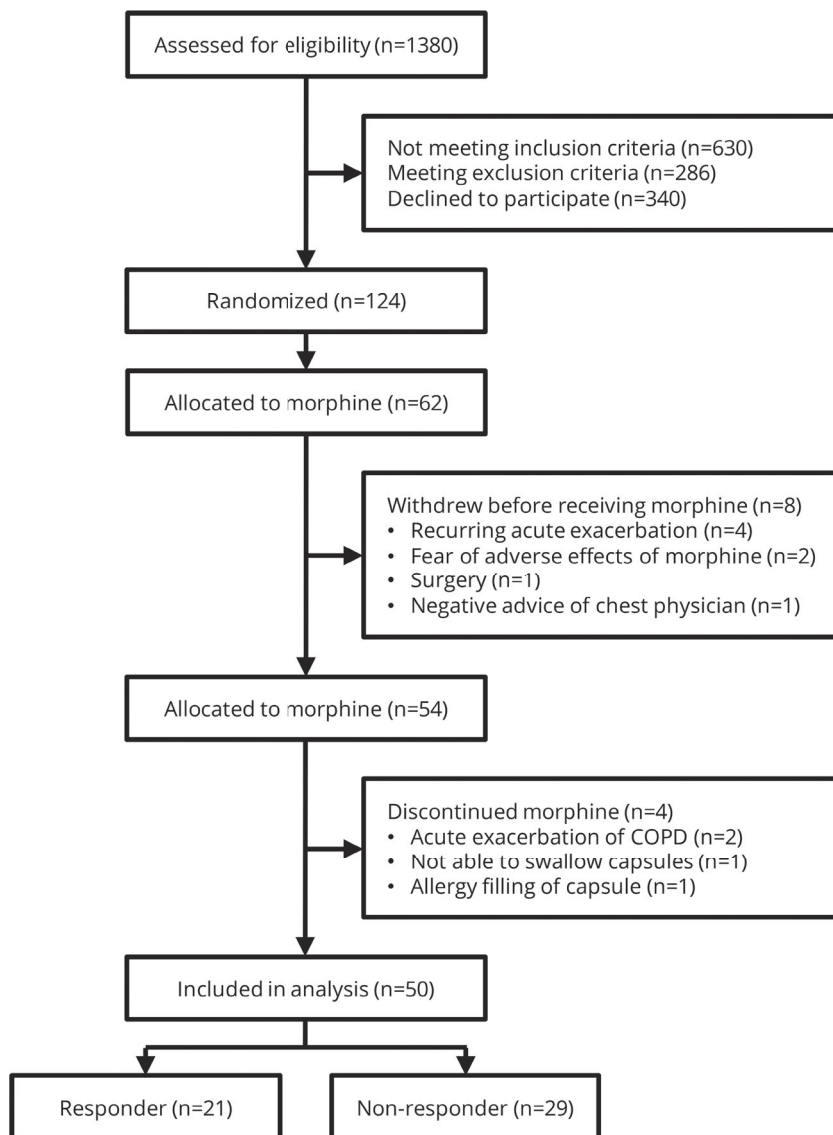 Assessed for eligibility (n=1380)
Not meeting inclusion criteria (n=630)
Meeting exclusion criteria (n=286)
Declined to participate (n=340)
Randomized (n=124)
Allocated to morphine (n=62)
Withdrew before receiving morphine (n=8)
• Recurring acute exacerbation (n=4)
• Fear of adverse effects of morphine (n=2)
• Surgery (n=1)
• Negative advice of chest physician (n=1)
Allocated to morphine (n=54)
Discontinued morphine (n=4)
• Acute exacerbation of COPD (n=2)
• Not able to swallow capsules (n=1)
• Allergy filling of capsule (n=1)
Included in analysis (n=50)
Responder (n=21)
Non-responder (n=29)